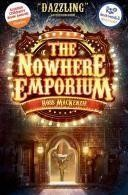 "DAZZLING"
THE
NOWHERE
EMPORIUM
ROSS MACKENZIE